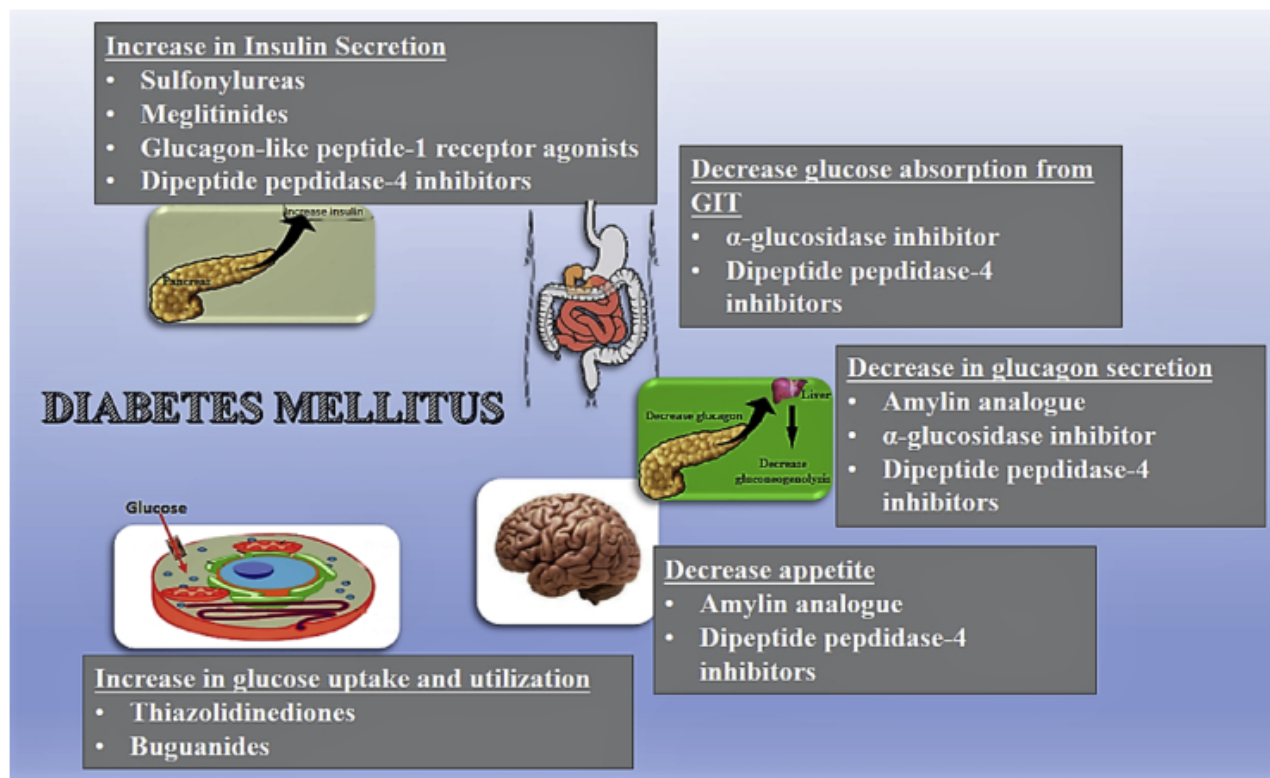 Increase in Insulin Secretion
• Sulfonylureas
• Meglitinides
• Glucagon-like peptide-1 receptor agonists
• Dipeptide pepdidase-4 inhibitors
Increase insulin
Pancreas
Decrease glucose absorption from
GIT
• α-glucosidase inhibitor
• Dipeptide pepdidase-4
inhibitors
DIABETES MELLITUS
Decrease glucagon
Liver
Decrease
gluconeogenolysis
Decrease in glucagon secretion
• Amylin analogue
• α-glucosidase inhibitor
• Dipeptide pepdidase-4
inhibitors
Glucose
Decrease appetite
• Amylin analogue
• Dipeptide pepdidase-4
inhibitors
Increase in glucose uptake and utilization
• Thiazolidinediones
• Buguanides